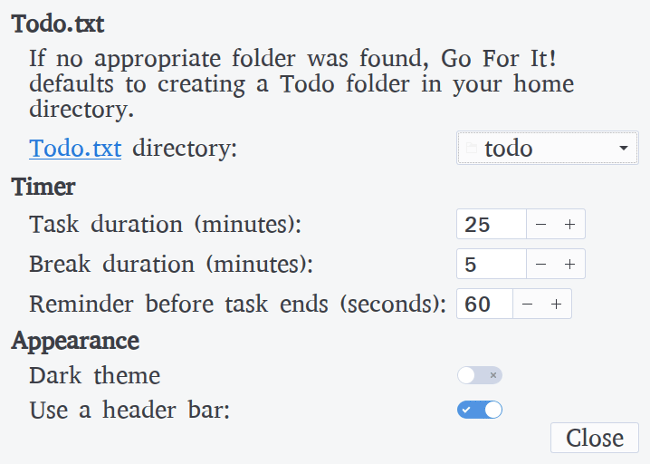 Todo.txt
If no appropriate folder was found, Go For It!
defaults to creating a Todo folder in your home
directory.
Todo.txt directory: todo
Timer
Task duration (minutes): 25 − +
Break duration (minutes): 5 − +
Reminder before task ends (seconds): 60 − +
Appearance
Dark theme
Use a header bar:
Close